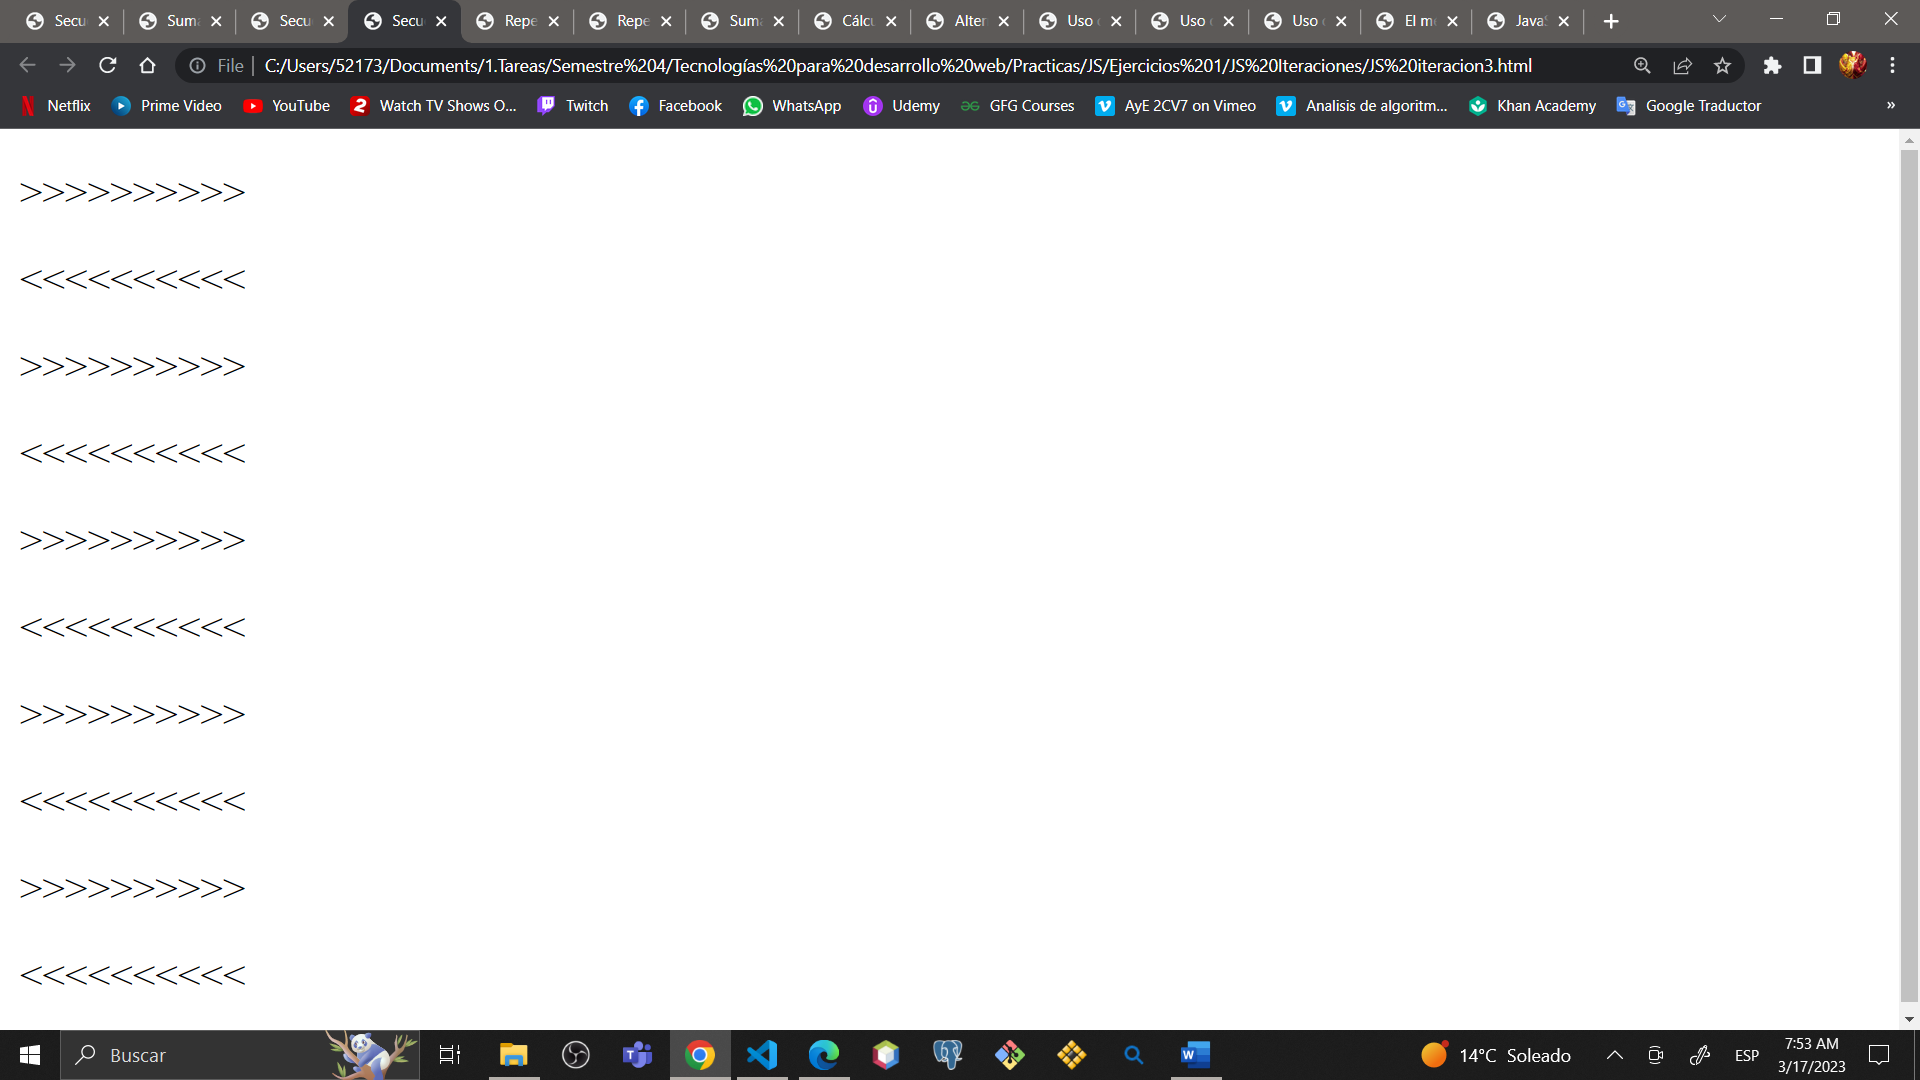 Secu Suma Secu Secu Repe Repe Suma Cálcu Alter Uso Uso Uso El m JavaS
File C:/Users/52173/Documents/1.Tareas/Semestre%204/Tecnologías%20para%20desarrollo%20web/Practicas/JS/Ejercicios%201/JS%20Iteraciones/JS%20iteracion3.html
Netflix Prime Video YouTube Watch TV Shows O... Twitch Facebook WhatsApp Udemy GFG Courses AyE 2CV7 on Vimeo Analisis de algoritm... Khan Academy Google Traductor »
>>>>>>>>>>
<<<<<<<<<<
>>>>>>>>>>
<<<<<<<<<<
>>>>>>>>>>
<<<<<<<<<<
>>>>>>>>>>
<<<<<<<<<<
>>>>>>>>>>
<<<<<<<<<<
Buscar 14°C Soleado ESP 7:53 AM
3/17/2023